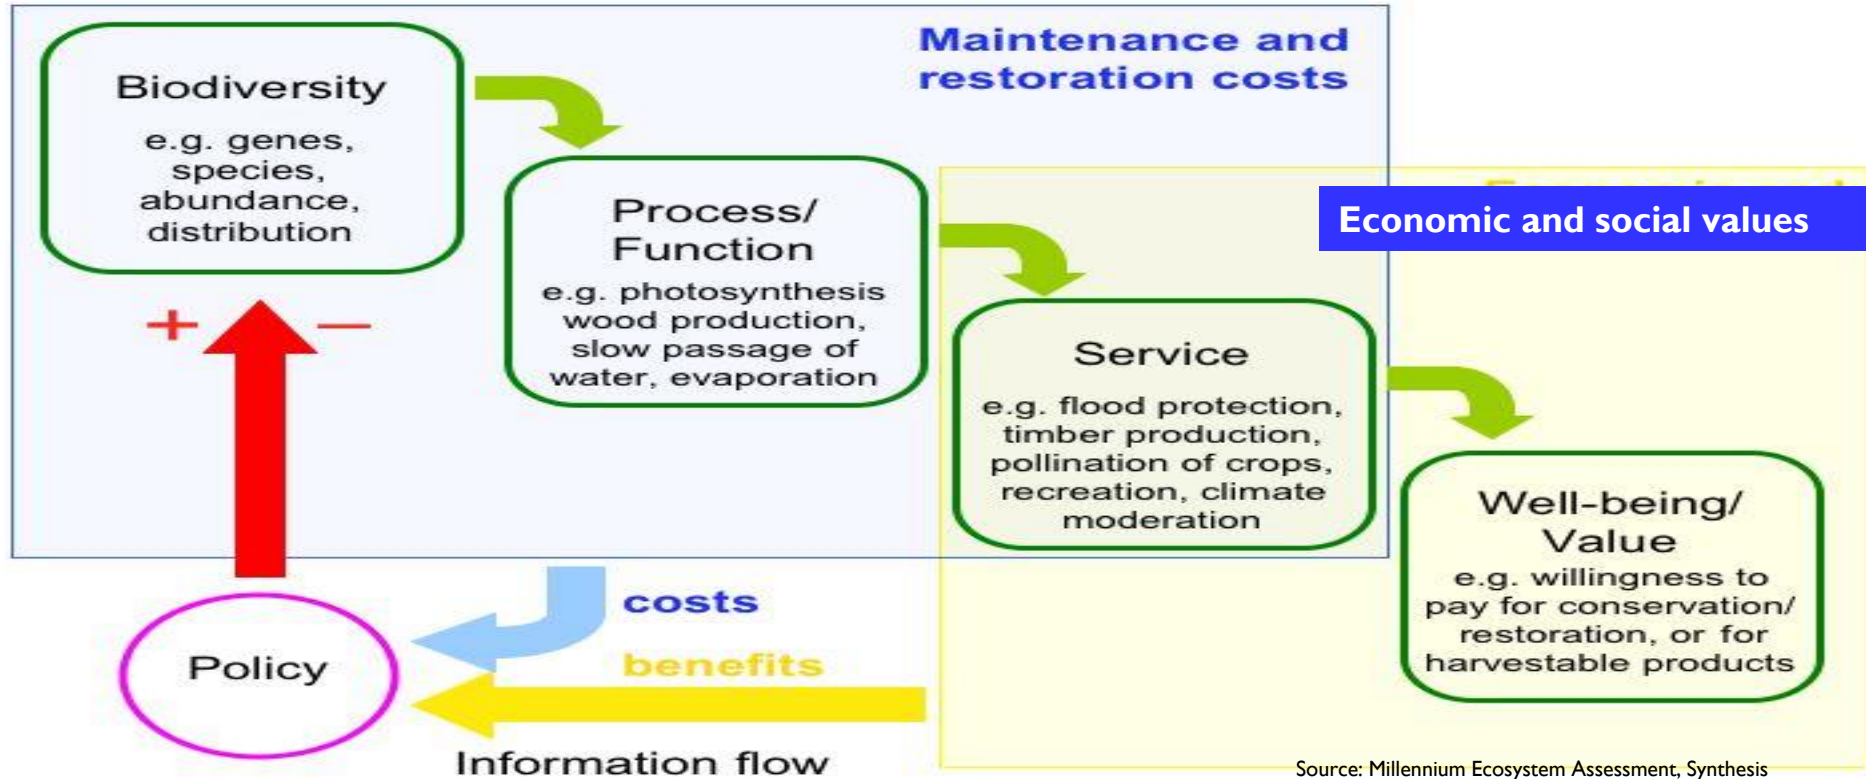 Maintenance and
restoration costs
Biodiversity
e.g. genes,
species,
abundance,
distribution
Process/
Function
e.g. photosynthesis
wood production,
slow passage of
water, evaporation
Economic and social values
Service
e.g. flood protection,
timber production,
pollination of crops,
recreation, climate
moderation
Well-being/
Value
e.g. willingness to
pay for conservation/
restoration, or for
harvestable products
+ −
Policy
costs
benefits
Information flow
Source: Millennium Ecosystem Assessment, Synthesis